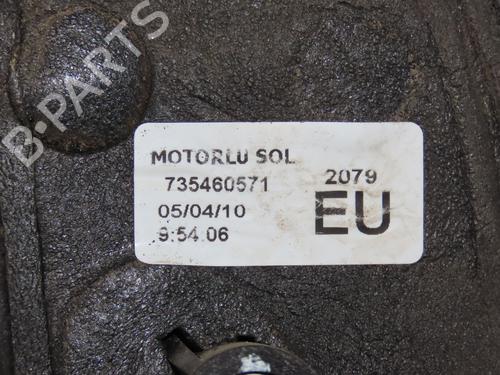 B-PARTS
MOTORLU SOL
735460571 2079
05/04/10 EU
9:54:06